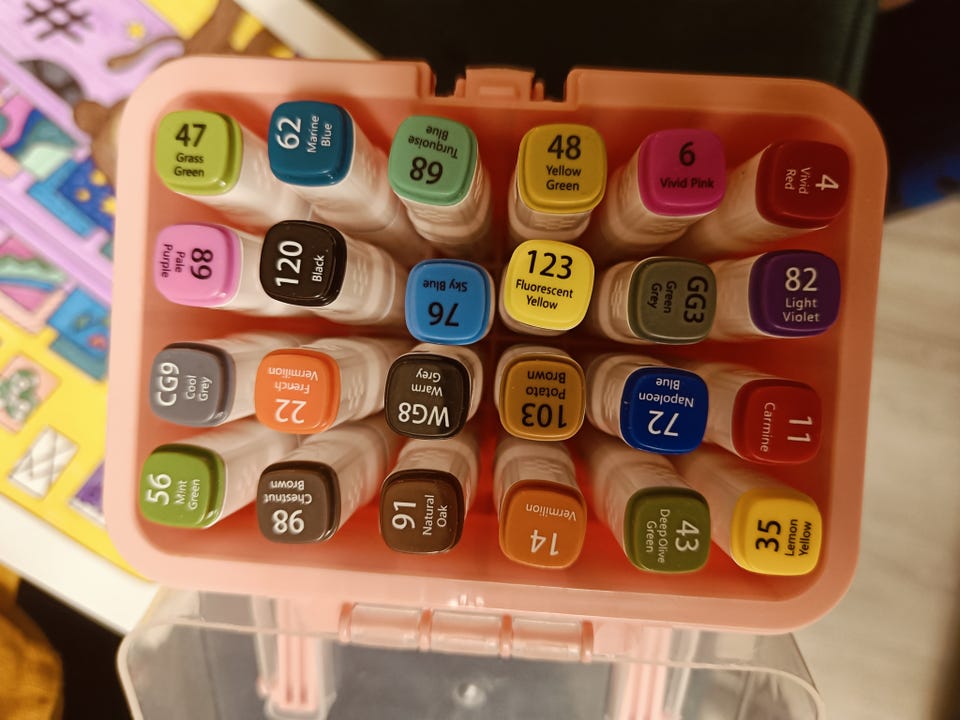 47
Grass
Green
62
Marine
Blue
68
Turquoise
Blue
48
Yellow
Green
6
Vivid Pink
4
Vivid
Red
89
Pale
Purple
120
Black
76
Sky Blue
123
Fluorescent
Yellow
GG3
Green
Grey
82
Light
Violet
CG9
Cool
Grey
22
French
Vermilion
WG8
Warm
Grey
103
Potato
Brown
72
Napoleon
Blue
11
Carmine
56
Mint
Green
98
Chestnut
Brown
91
Natural
Oak
14
Vermilion
43
Deep Olive
Green
35
Lemon
Yellow